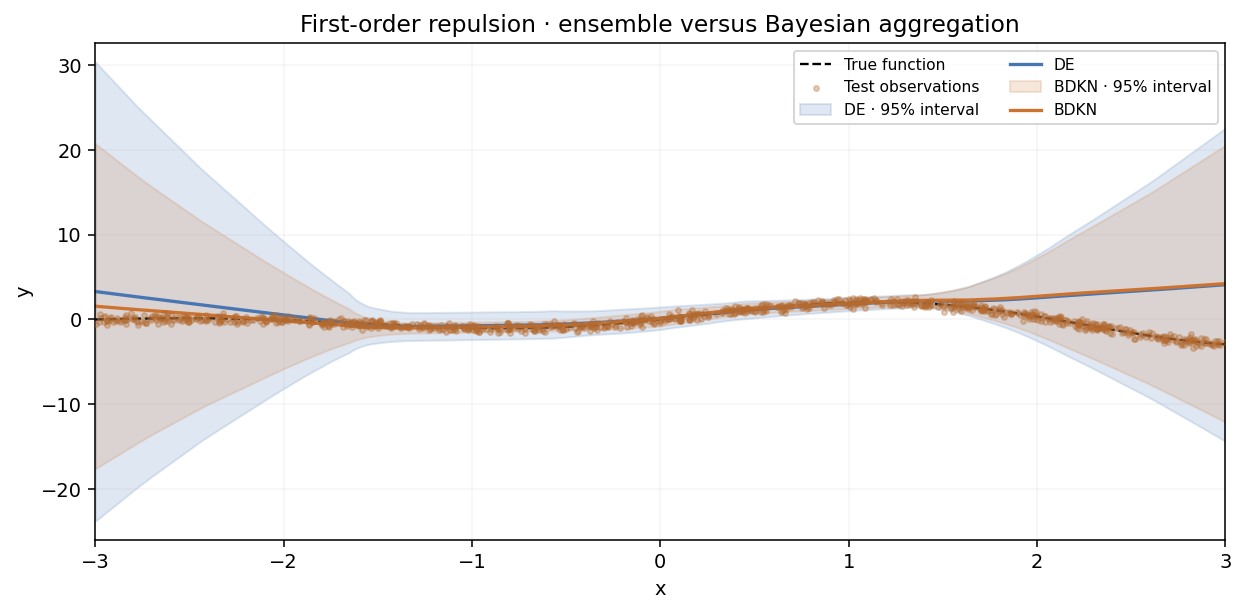 First-order repulsion · ensemble versus Bayesian aggregation
True function
Test observations
DE · 95% interval
DE
BDKN · 95% interval
BDKN
30
20
10
0
−10
−20
y
−3
−2
−1
0
1
2
3
x